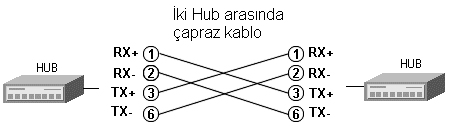 İki Hub arasında
çapraz kablo
RX+ 1 1 RX+
HUB RX- 2 2 RX- HUB
TX+ 3 3 TX+
TX- 6 6 TX-